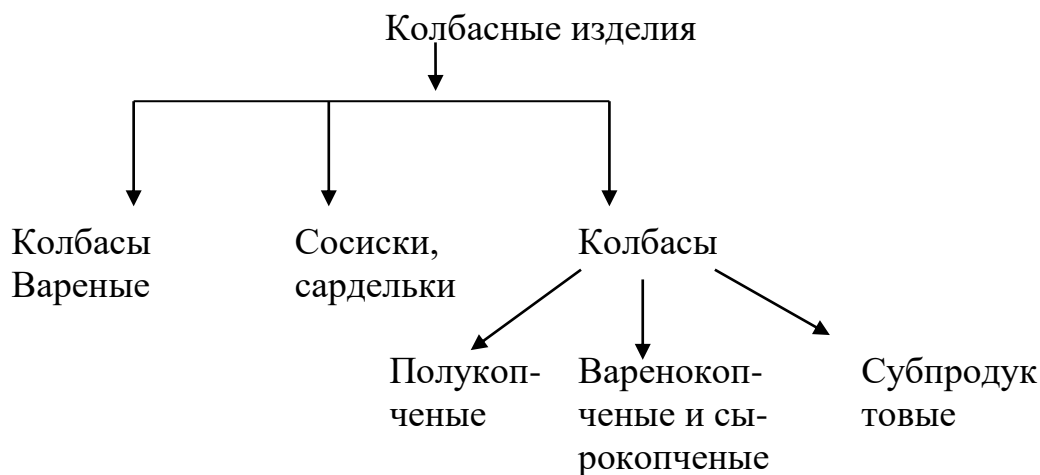 Колбасные изделия
Колбасы
Вареные
Сосиски,
сардельки
Колбасы
Полукоп-
ченые
Варенокоп-
ченые и сы-
рокопченые
Субпродук
товые